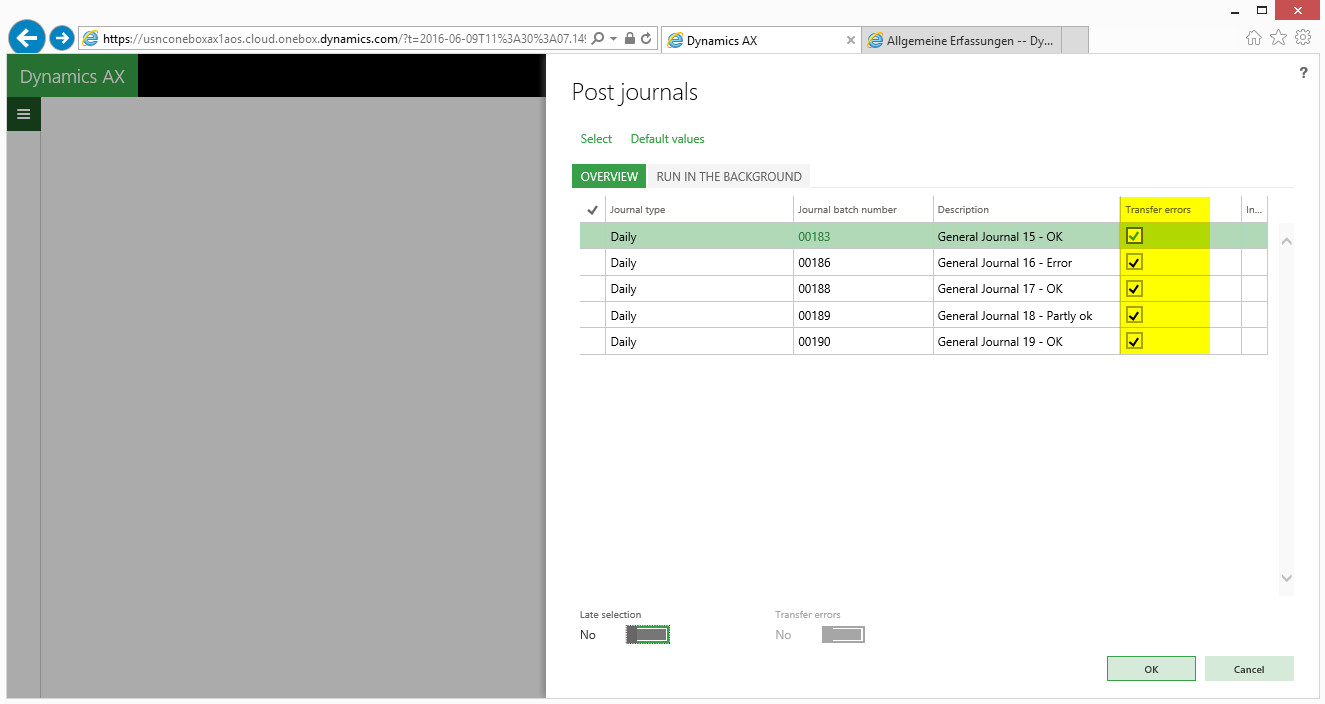 https://usnconeboxax1aos.cloud.onebox.dynamics.com/?t=2016-06-09T11%3A30%3A07.149
Dynamics AX
Allgemeine Erfassungen -- Dy...
Dynamics AX
?
Post journals
Select Default values
OVERVIEW RUN IN THE BACKGROUND
Journal type Journal batch number Description Transfer errors In...
Daily 00183 General Journal 15 - OK
Daily 00186 General Journal 16 - Error
Daily 00188 General Journal 17 - OK
Daily 00189 General Journal 18 - Partly ok
Daily 00190 General Journal 19 - OK
Late selection Transfer errors
No No
OK Cancel